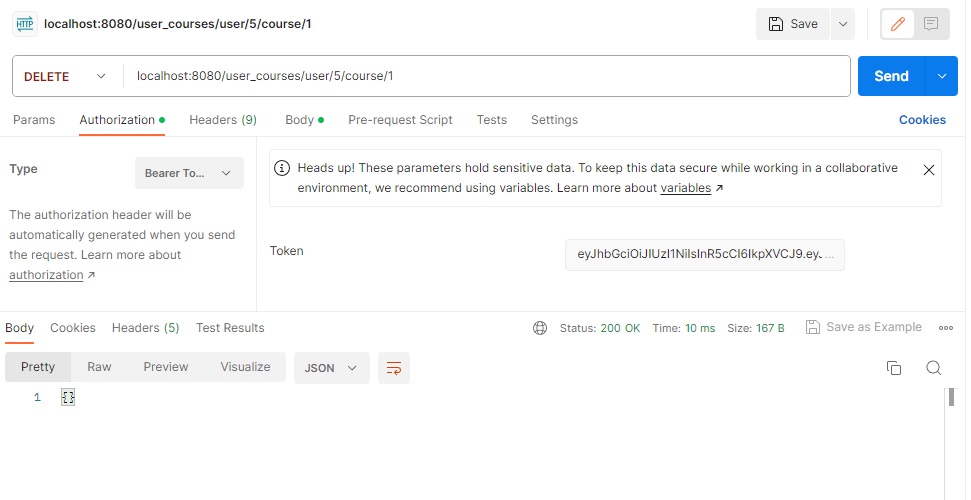 HTTP localhost:8080/user_courses/user/5/course/1 Save
DELETE localhost:8080/user_courses/user/5/course/1 Send
Params Authorization Headers (9) Body Pre-request Script Tests Settings Cookies
Type Bearer To...
The authorization header will be
automatically generated when you send
the request. Learn more about
authorization ↗
Heads up! These parameters hold sensitive data. To keep this data secure while working in a collaborative
environment, we recommend using variables. Learn more about variables ↗
Token eyJhbGciOiJIUzI1NiIsInR5cCI6IkpXVCJ9.ey...
Body Cookies Headers (5) Test Results Status: 200 OK Time: 10 ms Size: 167 B Save as Example
Pretty Raw Preview Visualize JSON
1 {}